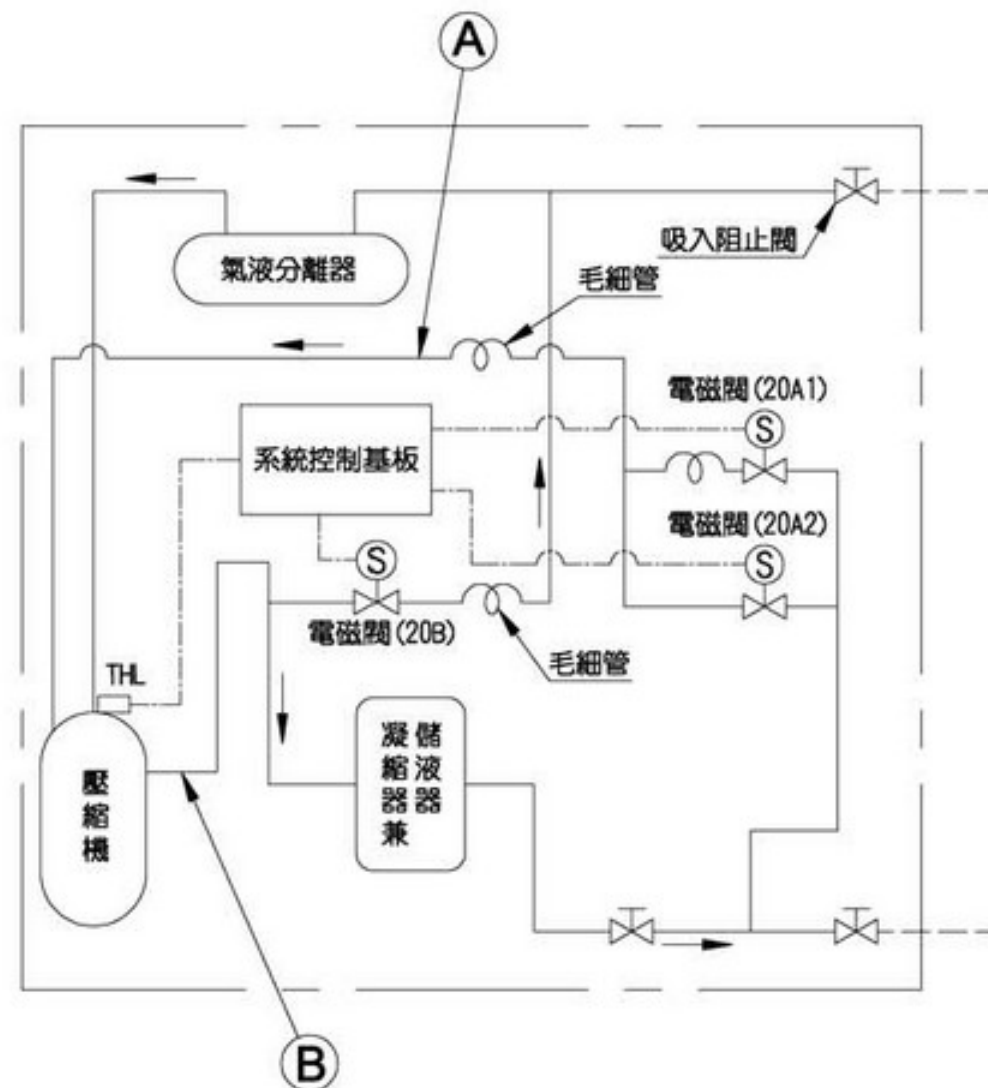 A
吸入阻止閥
氣液分離器
毛細管
電磁閥(20A1)
S
系統控制基板
電磁閥(20A2)
S
S
電磁閥(20B)
毛細管
THL
壓縮機
儲液器
凝縮器兼
B